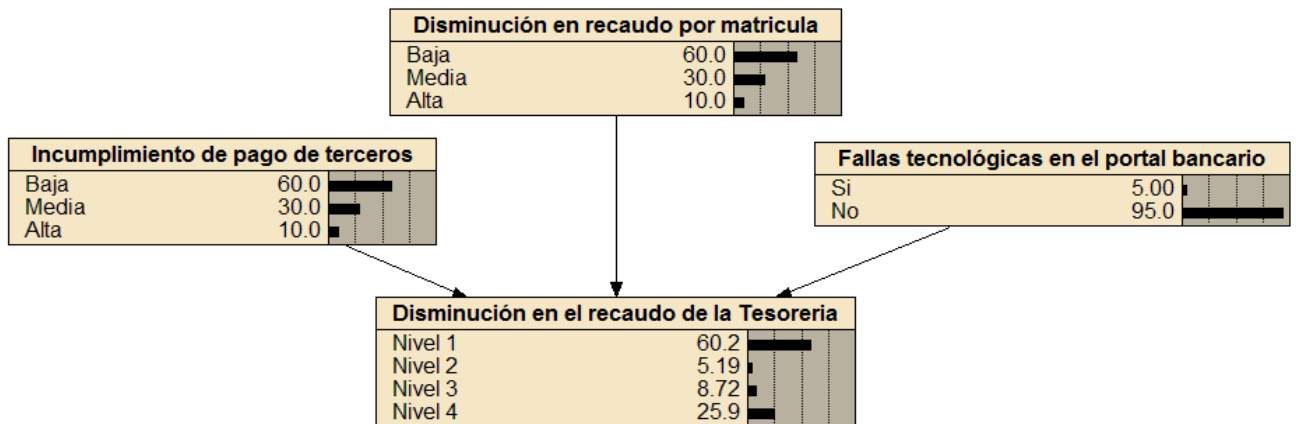 Disminución en recaudo por matricula
Baja 60.0
Media 30.0
Alta 10.0
Incumplimiento de pago de terceros
Baja 60.0
Media 30.0
Alta 10.0
Fallas tecnológicas en el portal bancario
Si 5.00
No 95.0
Disminución en el recaudo de la Tesoreria
Nivel 1 60.2
Nivel 2 5.19
Nivel 3 8.72
Nivel 4 25.9